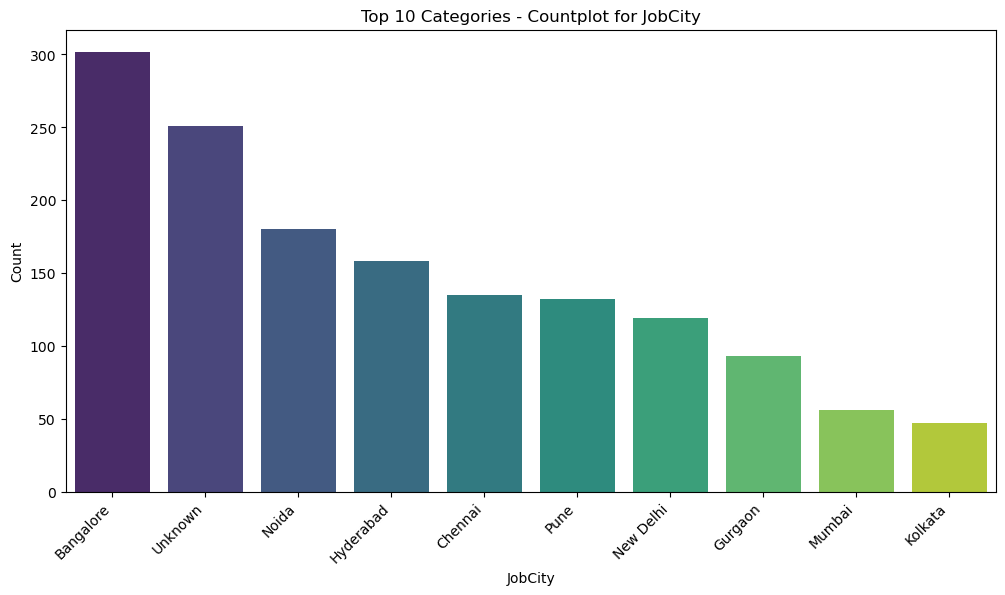 Top 10 Categories - Countplot for JobCity
Count
300
250
200
150
100
50
0
Bangalore
Unknown
Noida
Hyderabad
Chennai
Pune
New Delhi
Gurgaon
Mumbai
Kolkata
JobCity